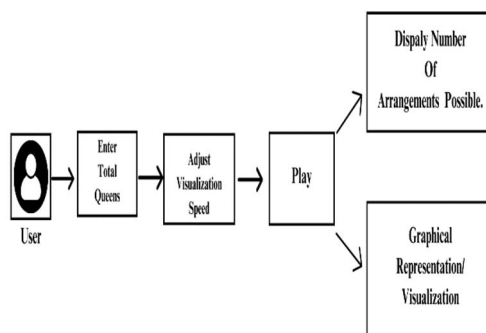 User
Enter
Total
Queens
Adjust
Visualization
Speed
Play
Dispaly Number
Of
Arrangements Possible.
Graphical
Representation/
Visualization